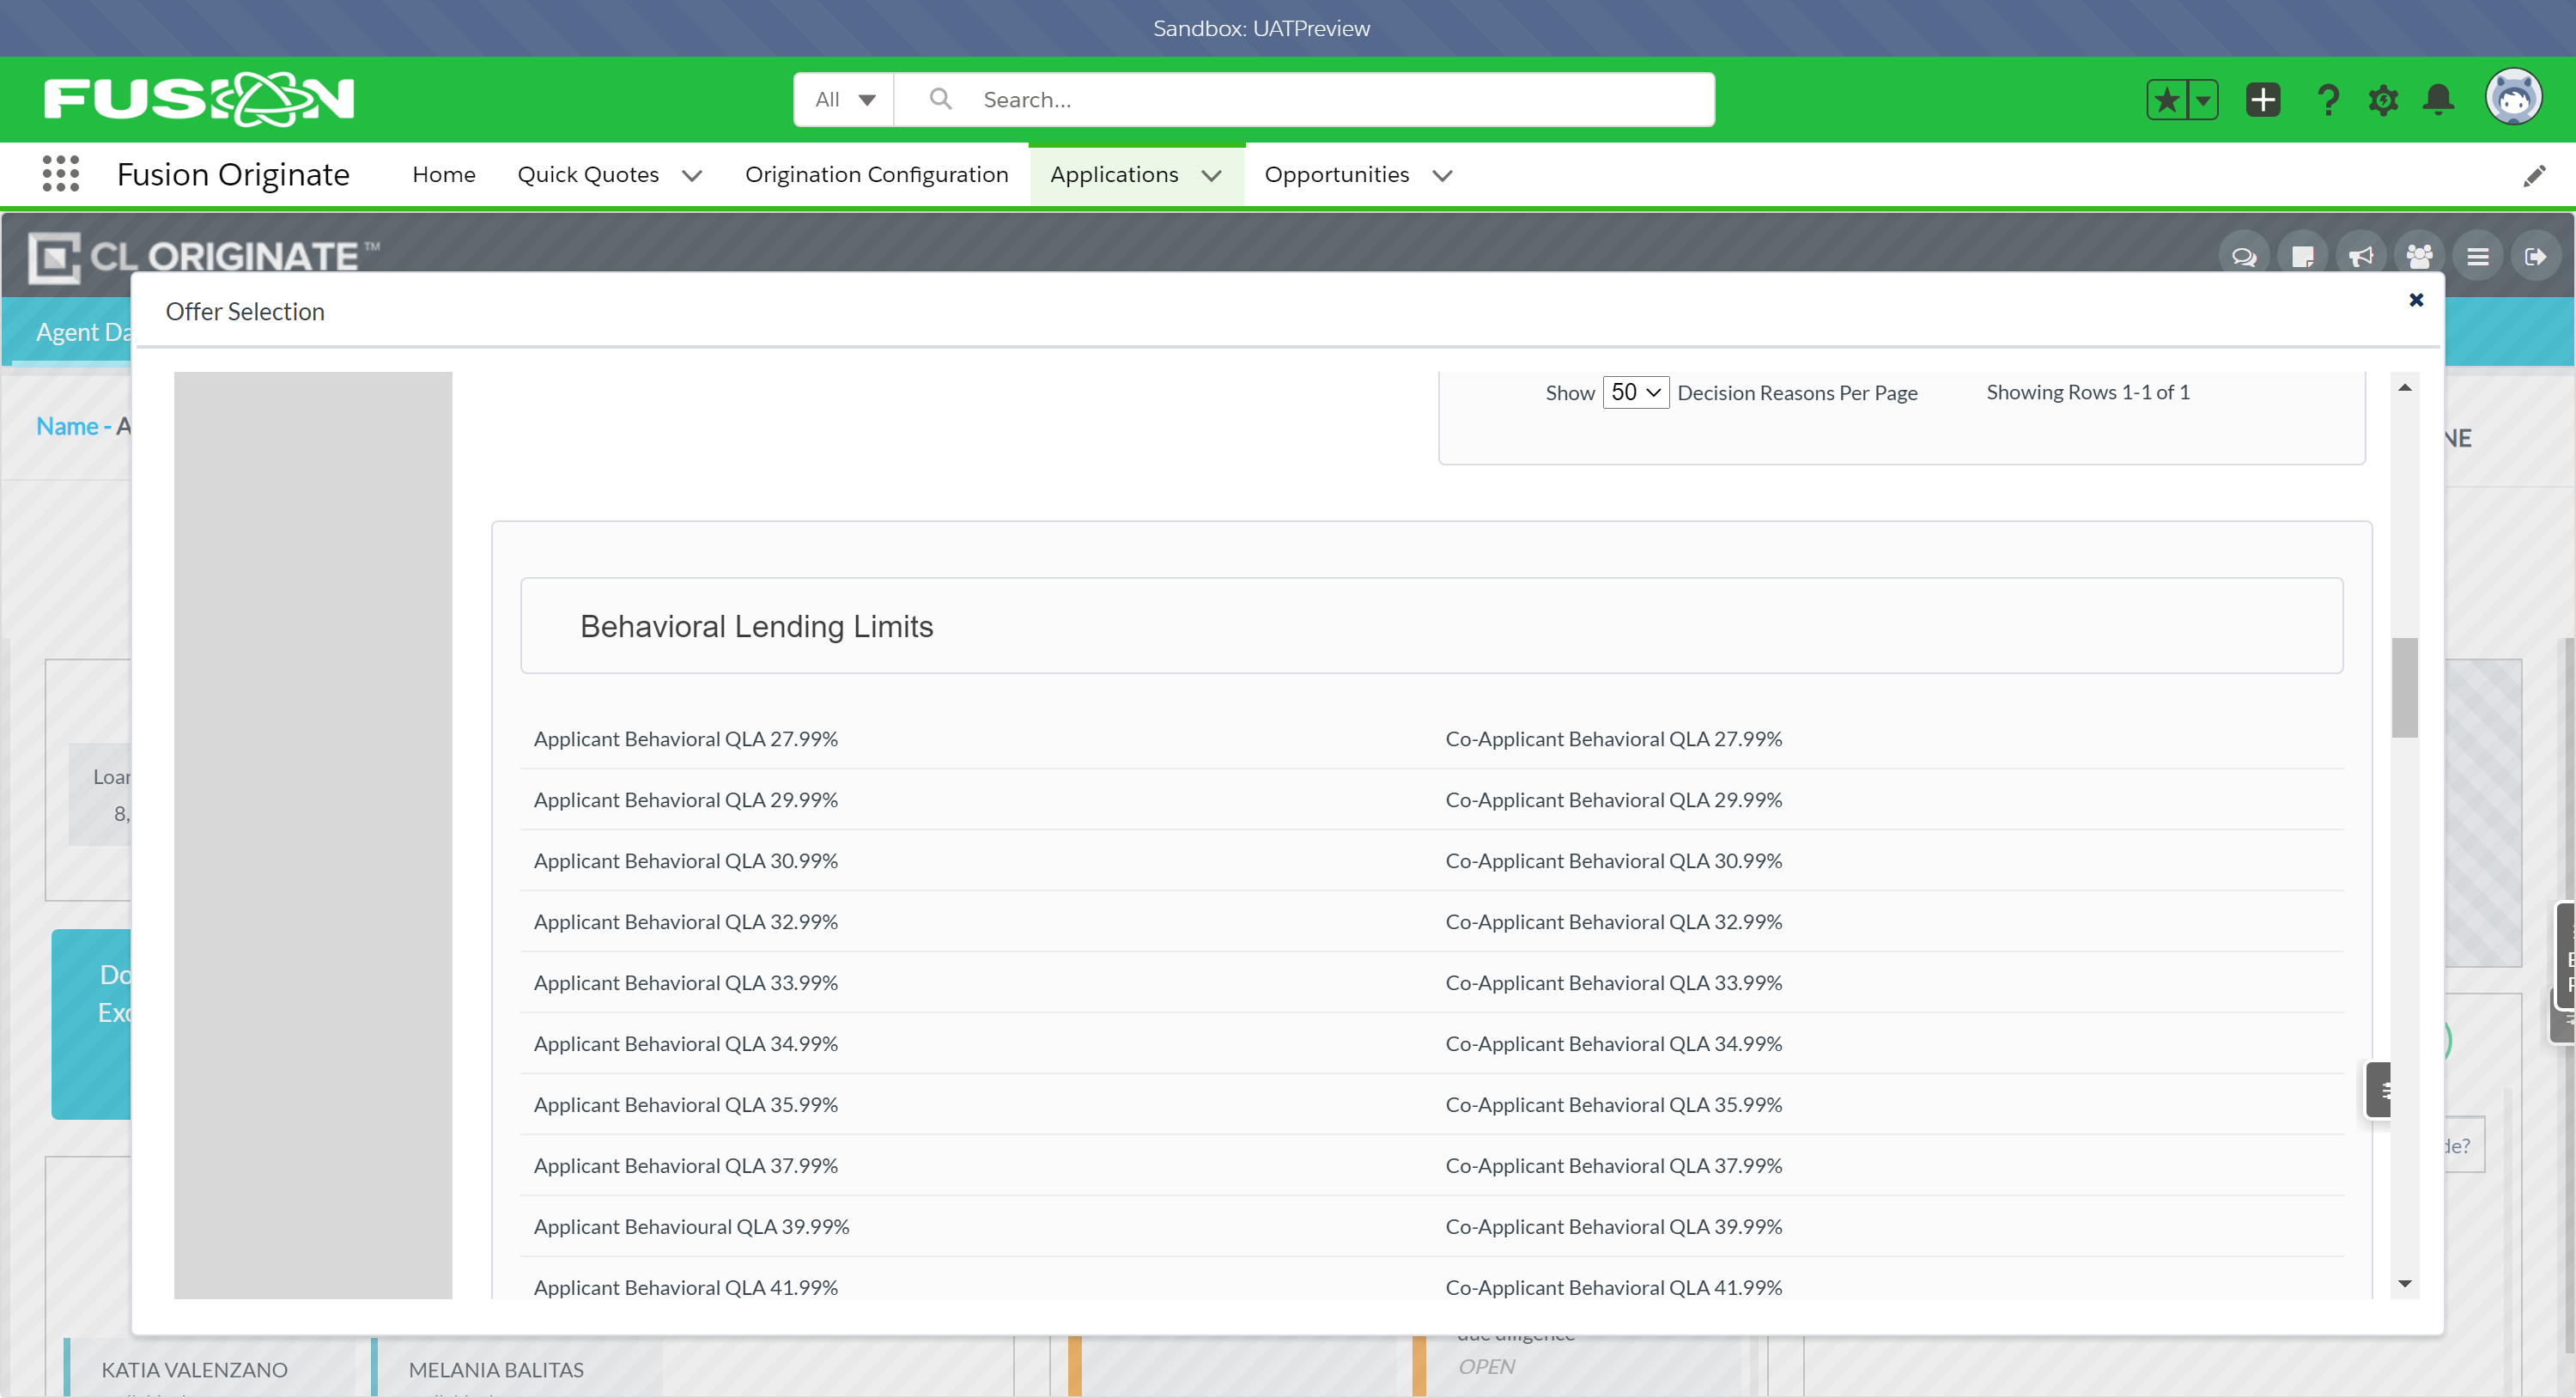 Sandbox: UATPreview
FUSION
All
Search...
Fusion Originate
Home
Quick Quotes
Origination Configuration
Applications
Opportunities
CL ORIGINATE™
Agent Da
Offer Selection
Name - A
NE
Show 50 Decision Reasons Per Page
Showing Rows 1-1 of 1
Behavioral Lending Limits
Applicant Behavioral QLA 27.99%
Co-Applicant Behavioral QLA 27.99%
Applicant Behavioral QLA 29.99%
Co-Applicant Behavioral QLA 29.99%
Applicant Behavioral QLA 30.99%
Co-Applicant Behavioral QLA 30.99%
Applicant Behavioral QLA 32.99%
Co-Applicant Behavioral QLA 32.99%
Applicant Behavioral QLA 33.99%
Co-Applicant Behavioral QLA 33.99%
Applicant Behavioral QLA 34.99%
Co-Applicant Behavioral QLA 34.99%
Applicant Behavioral QLA 35.99%
Co-Applicant Behavioral QLA 35.99%
Applicant Behavioral QLA 37.99%
Co-Applicant Behavioral QLA 37.99%
Applicant Behavioural QLA 39.99%
Co-Applicant Behavioral QLA 39.99%
Applicant Behavioral QLA 41.99%
Co-Applicant Behavioral QLA 41.99%
Loan
8,
Do
Exc
de?
KATIA VALENZANO
MELANIA BALITAS
due diligence
OPEN